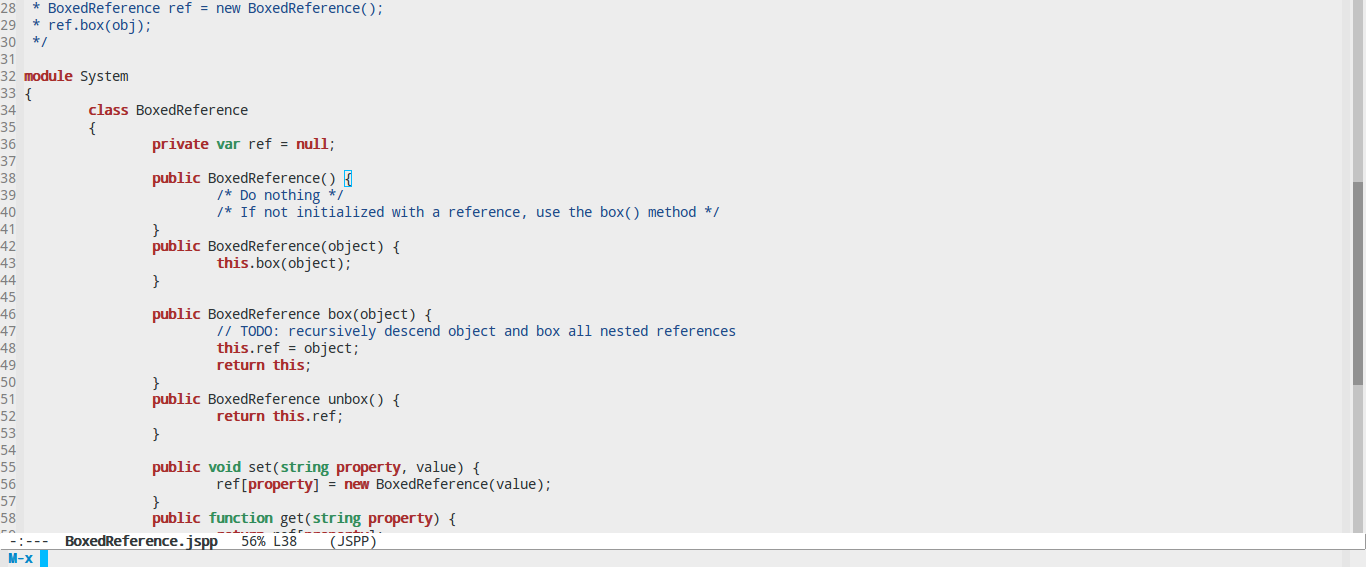 28  * BoxedReference ref = new BoxedReference();
29  * ref.box(obj);
30  */
31
32 module System
33 {
34         class BoxedReference
35         {
36                 private var ref = null;
37
38                 public BoxedReference() {
39                         /* Do nothing */
40                         /* If not initialized with a reference, use the box() method */
41                 }
42                 public BoxedReference(object) {
43                         this.box(object);
44                 }
45
46                 public BoxedReference box(object) {
47                         // TODO: recursively descend object and box all nested references
48                         this.ref = object;
49                         return this;
50                 }
51                 public BoxedReference unbox() {
52                         return this.ref;
53                 }
54
55                 public void set(string property, value) {
56                         ref[property] = new BoxedReference(value);
57                 }
58                 public function get(string property) {
-:---  BoxedReference.jspp   56% L38    (JSPP)
M-x